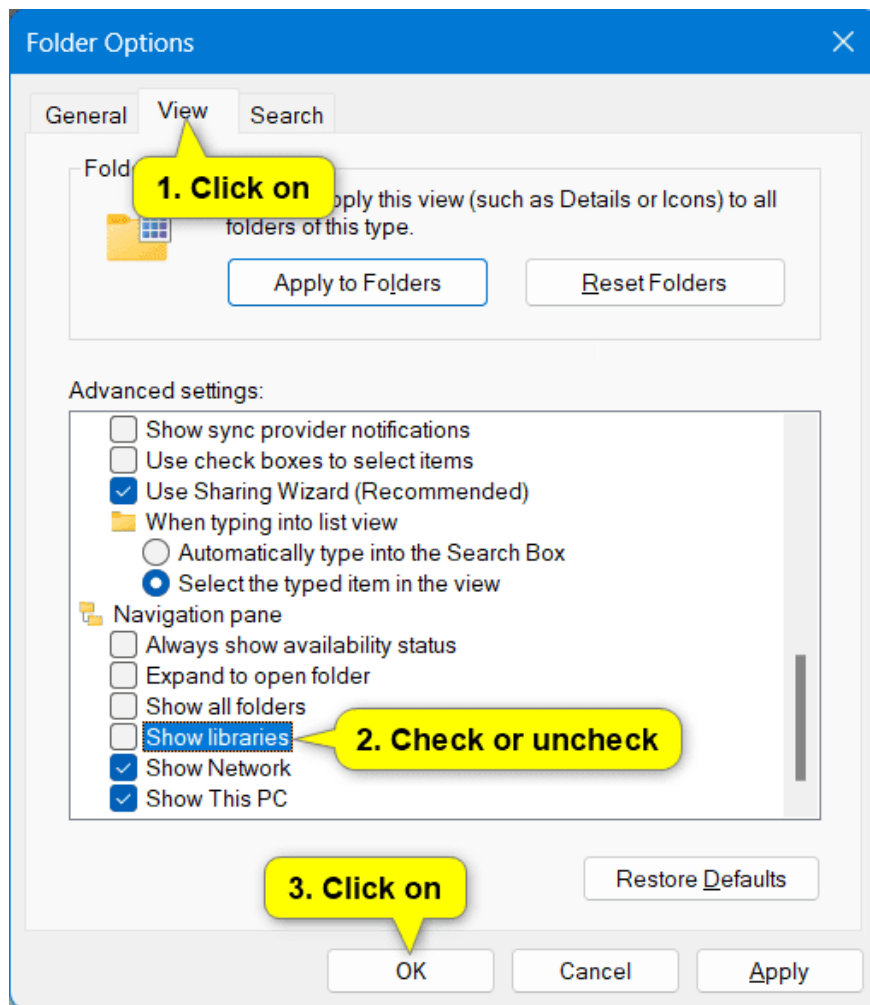 Folder Options
General
View
Search
Fold
1. Click on
pply this view (such as Details or Icons) to all
folders of this type.
Apply to Folders
Reset Folders
Advanced settings:
Show sync provider notifications
Use check boxes to select items
Use Sharing Wizard (Recommended)
When typing into list view
Automatically type into the Search Box
Select the typed item in the view
Navigation pane
Always show availability status
Expand to open folder
Show all folders
Show libraries
2. Check or uncheck
Show Network
Show This PC
Restore Defaults
3. Click on
OK
Cancel
Apply